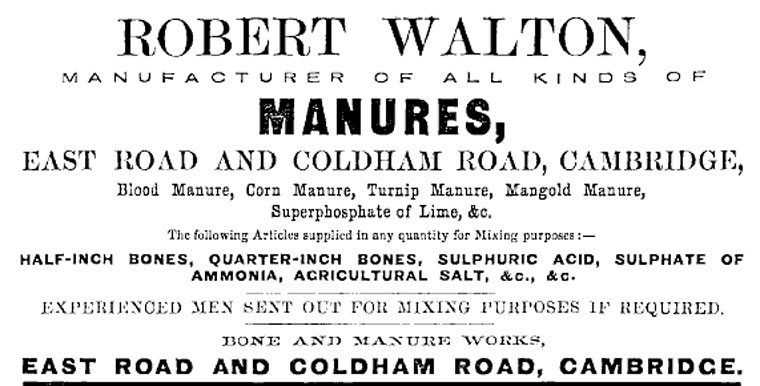 ROBERT WALTON,
MANUFACTURER OF ALL KINDS OF
MANURES,
EAST ROAD AND COLDHAM ROAD, CAMBRIDGE,
Blood Manure, Corn Manure, Turnip Manure, Mangold Manure,
Superphosphate of Lime, &c.
The following Articles supplied in any quantity for Mixing purposes:—
HALF-INCH BONES, QUARTER-INCH BONES, SULPHURIC ACID, SULPHATE OF
AMMONIA, AGRICULTURAL SALT, &c., &c.
EXPERIENCED MEN SENT OUT FOR MIXING PURPOSES IF REQUIRED.
BONE AND MANURE WORKS,
EAST ROAD AND COLDHAM ROAD, CAMBRIDGE.